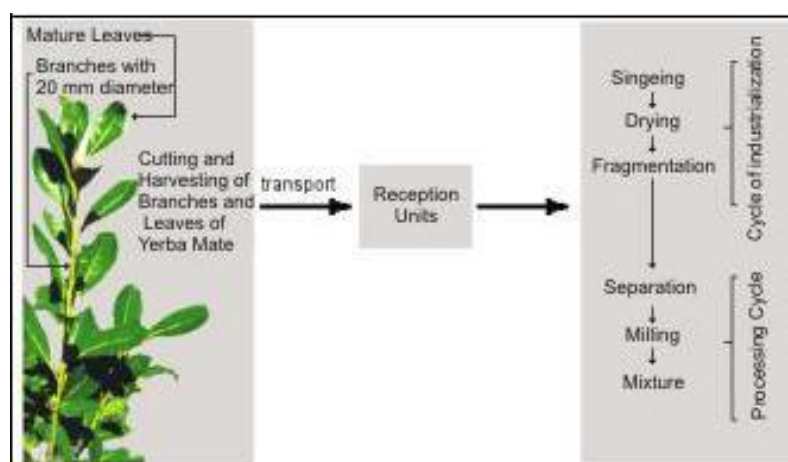 Mature Leaves
Branches with
20 mm diameter
Cutting and
Harvesting of
Branches and
Leaves of
Yerba Mate
transport
Reception
Units
Singeing
Drying
Fragmentation
Cycle of industrialization
Separation
Milling
Mixture
Processing Cycle